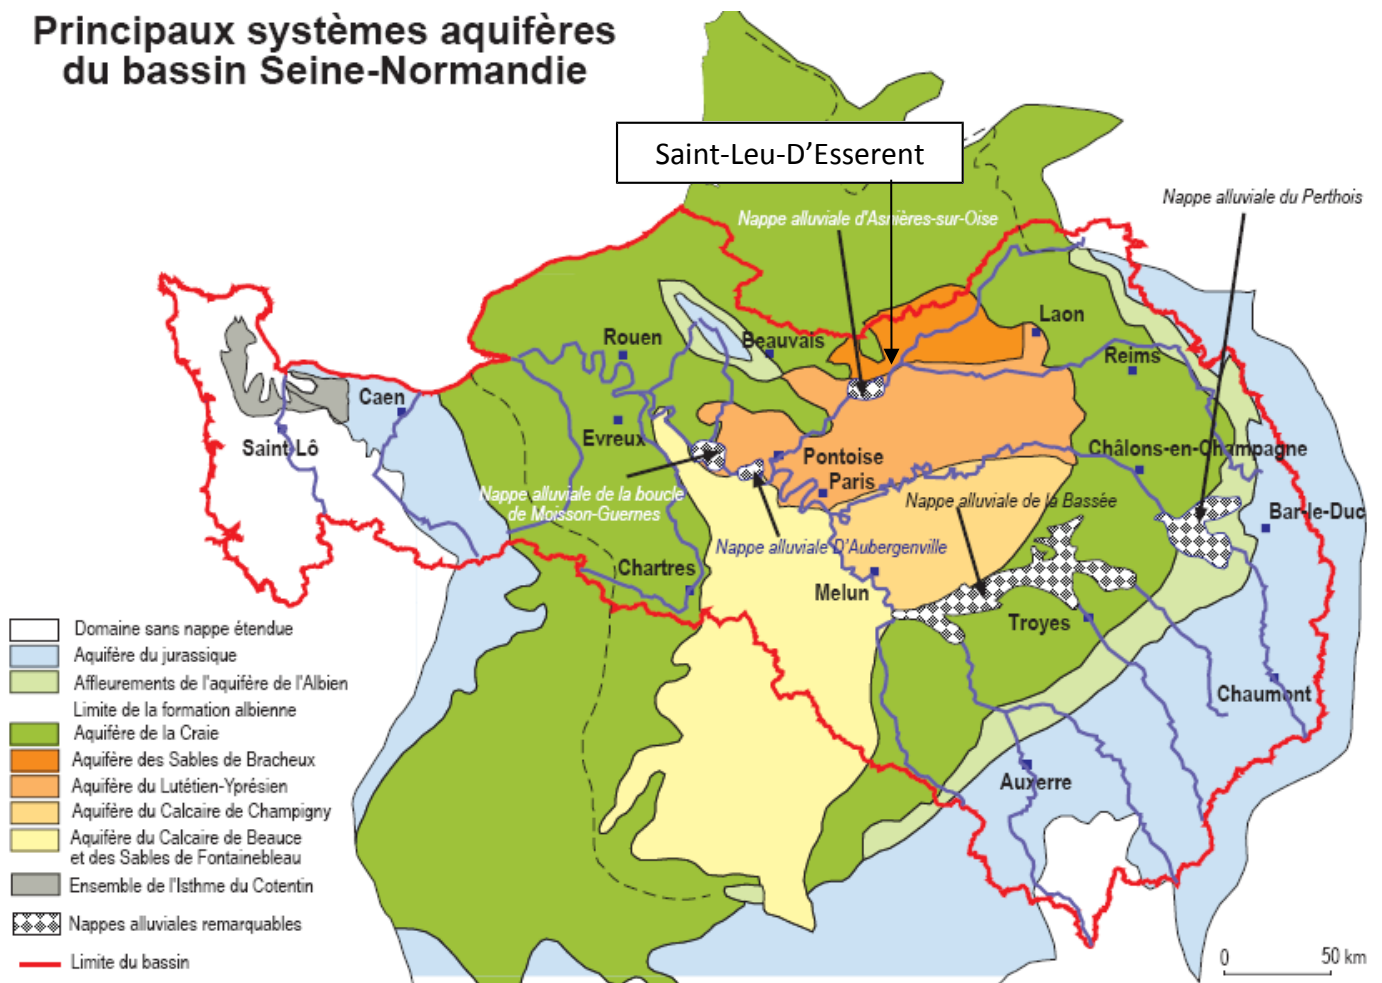 Principaux systèmes aquifères
du bassin Seine-Normandie
Saint-Leu-D’Esserent
Nappe alluviale du Perthois
Nappe alluviale d'Asnières-sur-Oise
Laon
Rouen
Beauvais
Reims
Caen
Evreux
Saint-Lô
Châlons-en-Champagne
Pontoise
Paris
Nappe alluviale de la boucle
de Moisson-Guernes
Nappe alluviale de la Bassée
Bar-le-Duc
Nappe alluviale D'Aubergenville
Chartres
Melun
Troyes
Chaumont
Auxerre
Domaine sans nappe étendue
Aquifère du jurassique
Affleurements de l'aquifère de l'Albien
Limite de la formation albienne
Aquifère de la Craie
Aquifère des Sables de Bracheux
Aquifère du Lutétien-Yprésien
Aquifère du Calcaire de Champigny
Aquifère du Calcaire de Beauce
et des Sables de Fontainebleau
Ensemble de l'Isthme du Cotentin
Nappes alluviales remarquables
Limite du bassin
0 50 km